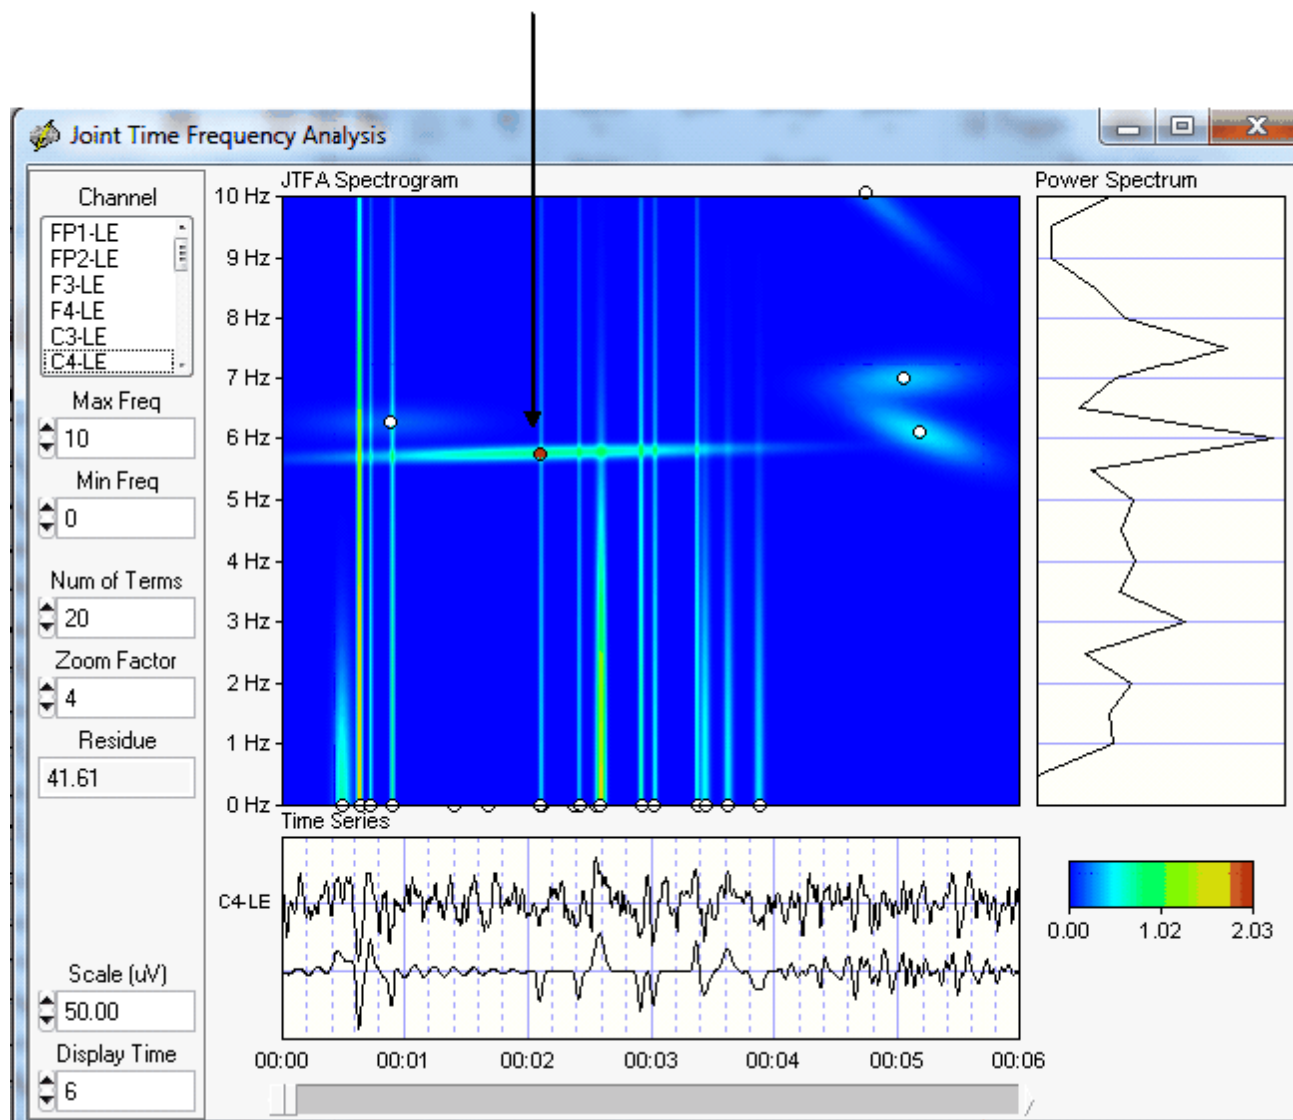 Joint Time Frequency Analysis
Channel
FP1-LE
FP2-LE
F3-LE
F4-LE
C3-LE
C4-LE
Max Freq
10
Min Freq
0
Num of Terms
20
Zoom Factor
4
Residue
41.61
Scale (uV)
50.00
Display Time
6
JTFA Spectrogram
10 Hz
9 Hz
8 Hz
7 Hz
6 Hz
5 Hz
4 Hz
3 Hz
2 Hz
1 Hz
0 Hz
Time Series
C4-LE
00:00 00:01 00:02 00:03 00:04 00:05 00:06
Power Spectrum
0.00 1.02 2.03